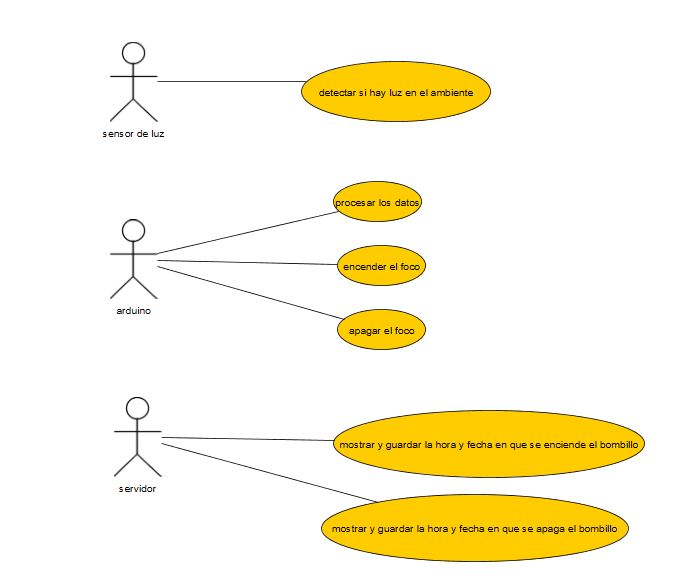 detectar si hay luz en el ambiente
sensor de luz
procesar los datos
encender el foco
arduino
apagar el foco
mostrar y guardar la hora y fecha en que se enciende el bombillo
servidor
mostrar y guardar la hora y fecha en que se apaga el bombillo